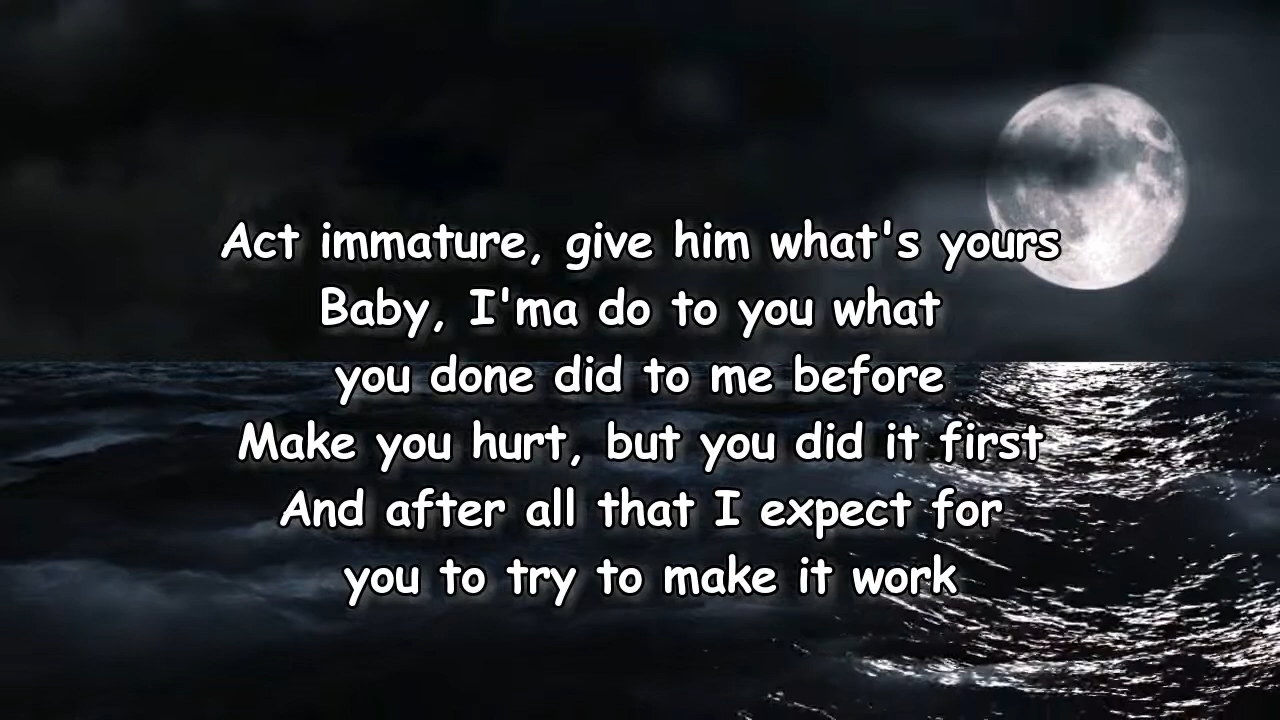 Act immature, give him what's yours
Baby, I'ma do to you what
you done did to me before
Make you hurt, but you did it first
And after all that I expect for
you to try to make it work